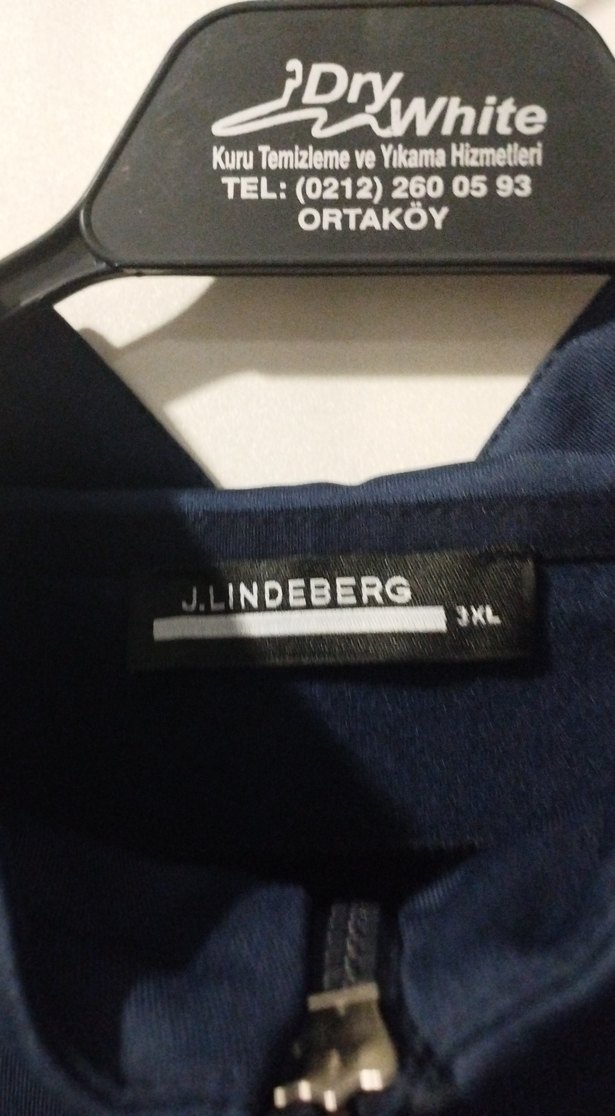 Dry
White
Kuru Temizleme ve Yıkama Hizmetleri
TEL: (0212) 260 05 93
ORTAKÖY
J.LINDEBERG
3XL